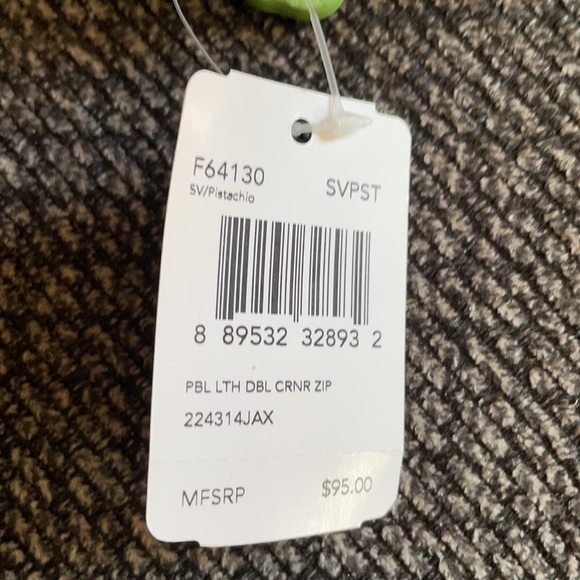 F64130 SVPST
SV/Pistachio
8 89532 32893 2
PBL LTH DBL CRNR ZIP
224314JAX
MFSRP $95.00